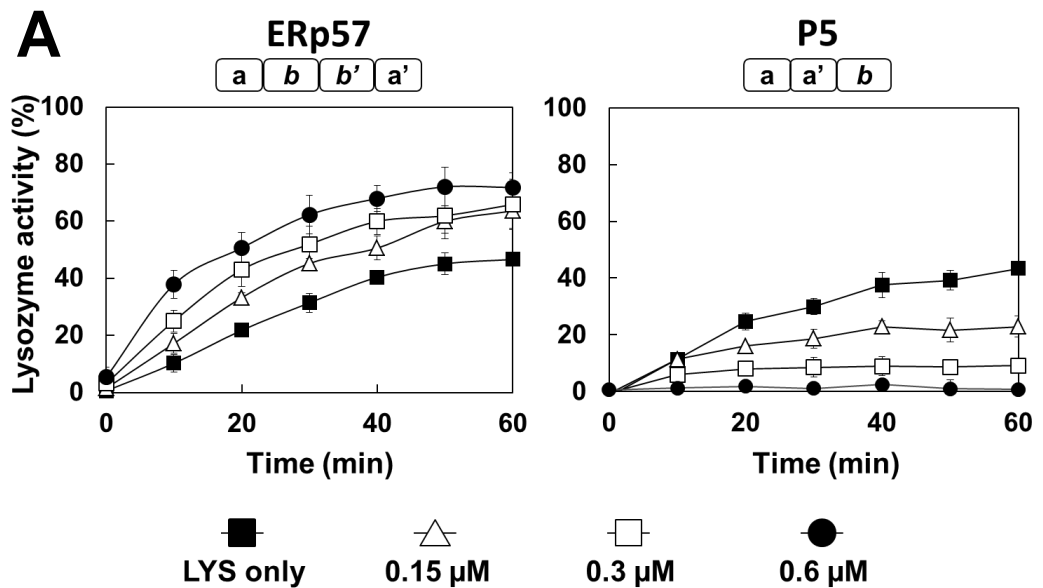 A
ERp57
P5
a b b’ a’
a a’ b
Lysozyme activity (%)
100
80
60
40
20
0
0 20 40 60
Time (min)
100
80
60
40
20
0
0 20 40 60
Time (min)
LYS only 0.15 µM 0.3 µM 0.6 µM